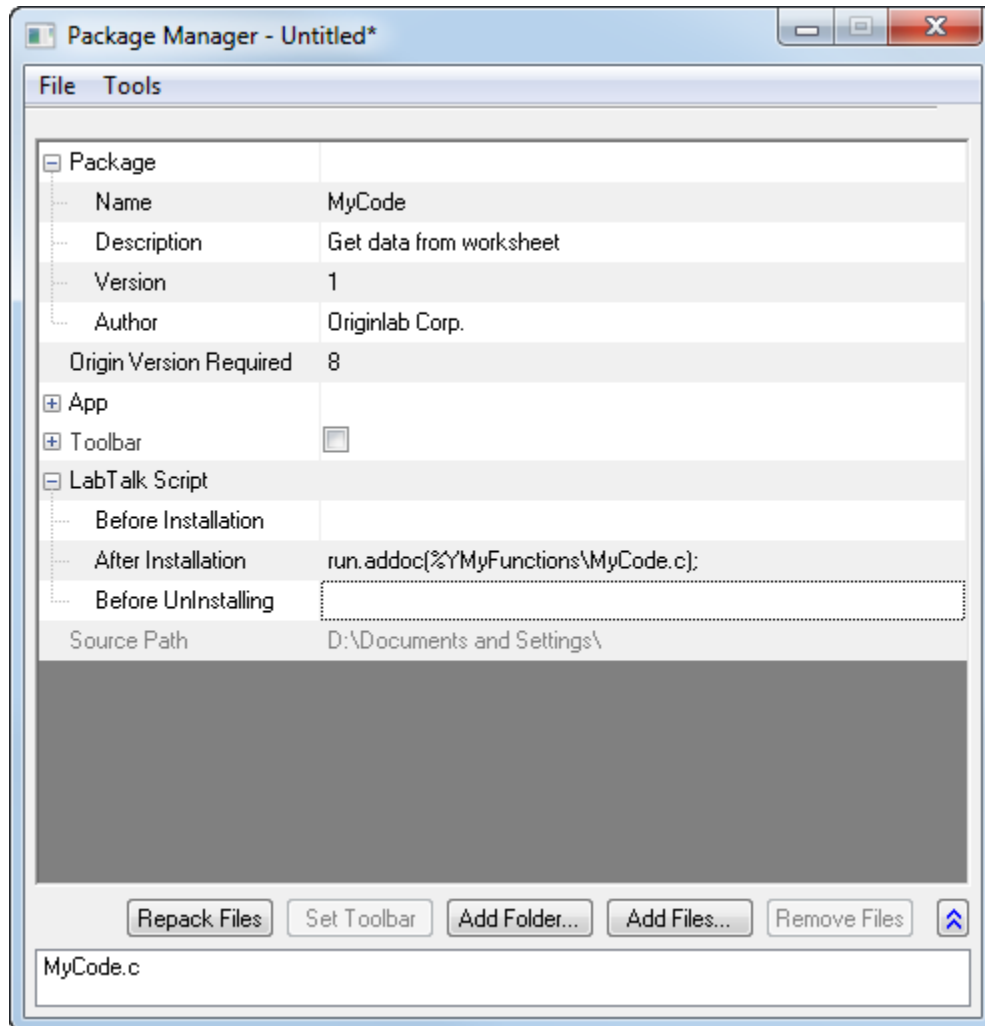 Package Manager - Untitled*
File Tools
Package
Name MyCode
Description Get data from worksheet
Version 1
Author Originlab Corp.
Origin Version Required 8
App
Toolbar
LabTalk Script
Before Installation
After Installation run.addoc(%YMyFunctions\MyCode.c);
Before UnInstalling
Source Path D:\Documents and Settings\
Repack Files Set Toolbar Add Folder... Add Files... Remove Files
MyCode.c